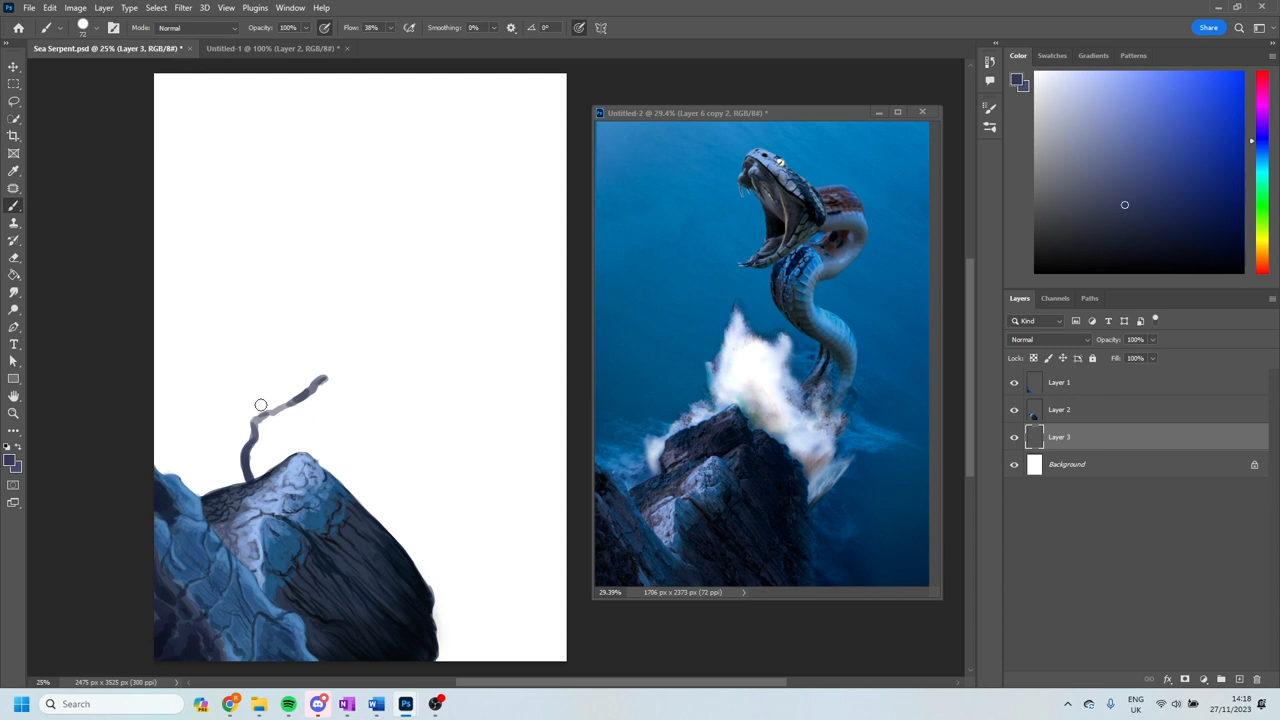 Ps File Edit Image Layer Type Select Filter 3D View Plugins Window Help
72 Mode: Normal Opacity: 100% Flow: 38% Smoothing: 0% 0° Share
Sea Serpent.psd @ 25% (Layer 3, RGB/8#) * × Untitled-1 @ 100% (Layer 2, RGB/8#) * ×
Color Swatches Gradients Patterns
Ps Untitled-2 @ 29.4% (Layer 6 copy 2, RGB/8#) *
Layers Channels Paths
Kind
Normal Opacity: 100%
Lock: Fill: 100%
Layer 1
Layer 2
Layer 3
Background
29.39% 1706 px x 2373 px (72 ppi)
25% 2475 px x 3525 px (300 ppi)
Search
ENG
UK
14:18
27/11/2023